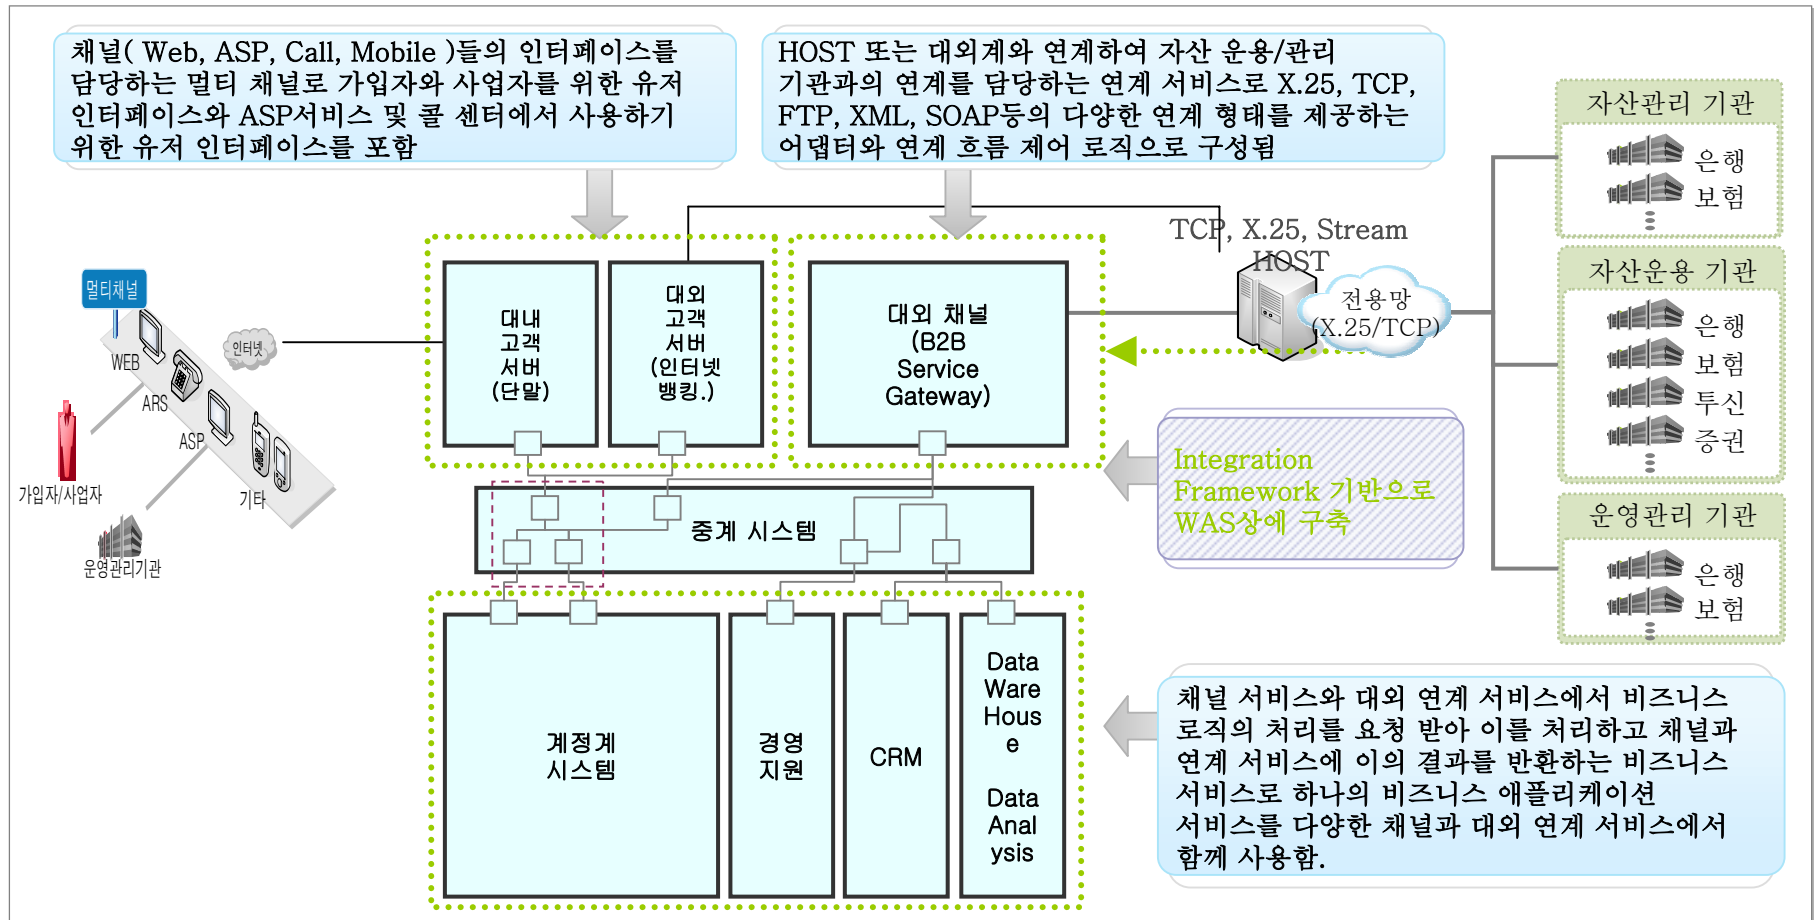 채널( Web, ASP, Call, Mobile )들의 인터페이스를
담당하는 멀티 채널로 가입자와 사업자를 위한 유저
인터페이스와 ASP서비스 및 콜 센터에서 사용하기
위한 유저 인터페이스를 포함
HOST 또는 대외계와 연계하여 자산 운용/관리
기관과의 연계를 담당하는 연계 서비스로 X.25, TCP,
FTP, XML, SOAP등의 다양한 연계 형태를 제공하는
어댑터와 연계 흐름 제어 로직으로 구성됨
자산관리 기관
은행
보험
자산운용 기관
은행
보험
투신
증권
운영관리 기관
은행
보험
TCP, X.25, Stream
HOST
전용망
(X.25/TCP)
멀티채널
WEB
ARS
ASP
기타
인터넷
가입자/사업자
운영관리기관
대내
고객
서버
(단말)
대외
고객
서버
(인터넷
뱅킹.)
대외 채널
(B2B
Service
Gateway)
Integration
Framework 기반으로
WAS상에 구축
중계 시스템
계정계
시스템
경영
지원
CRM
Data
Ware
Hous
e
Data
Anal
ysis
채널 서비스와 대외 연계 서비스에서 비즈니스
로직의 처리를 요청 받아 이를 처리하고 채널과
연계 서비스에 이의 결과를 반환하는 비즈니스
서비스로 하나의 비즈니스 애플리케이션
서비스를 다양한 채널과 대외 연계 서비스에서
함께 사용함.